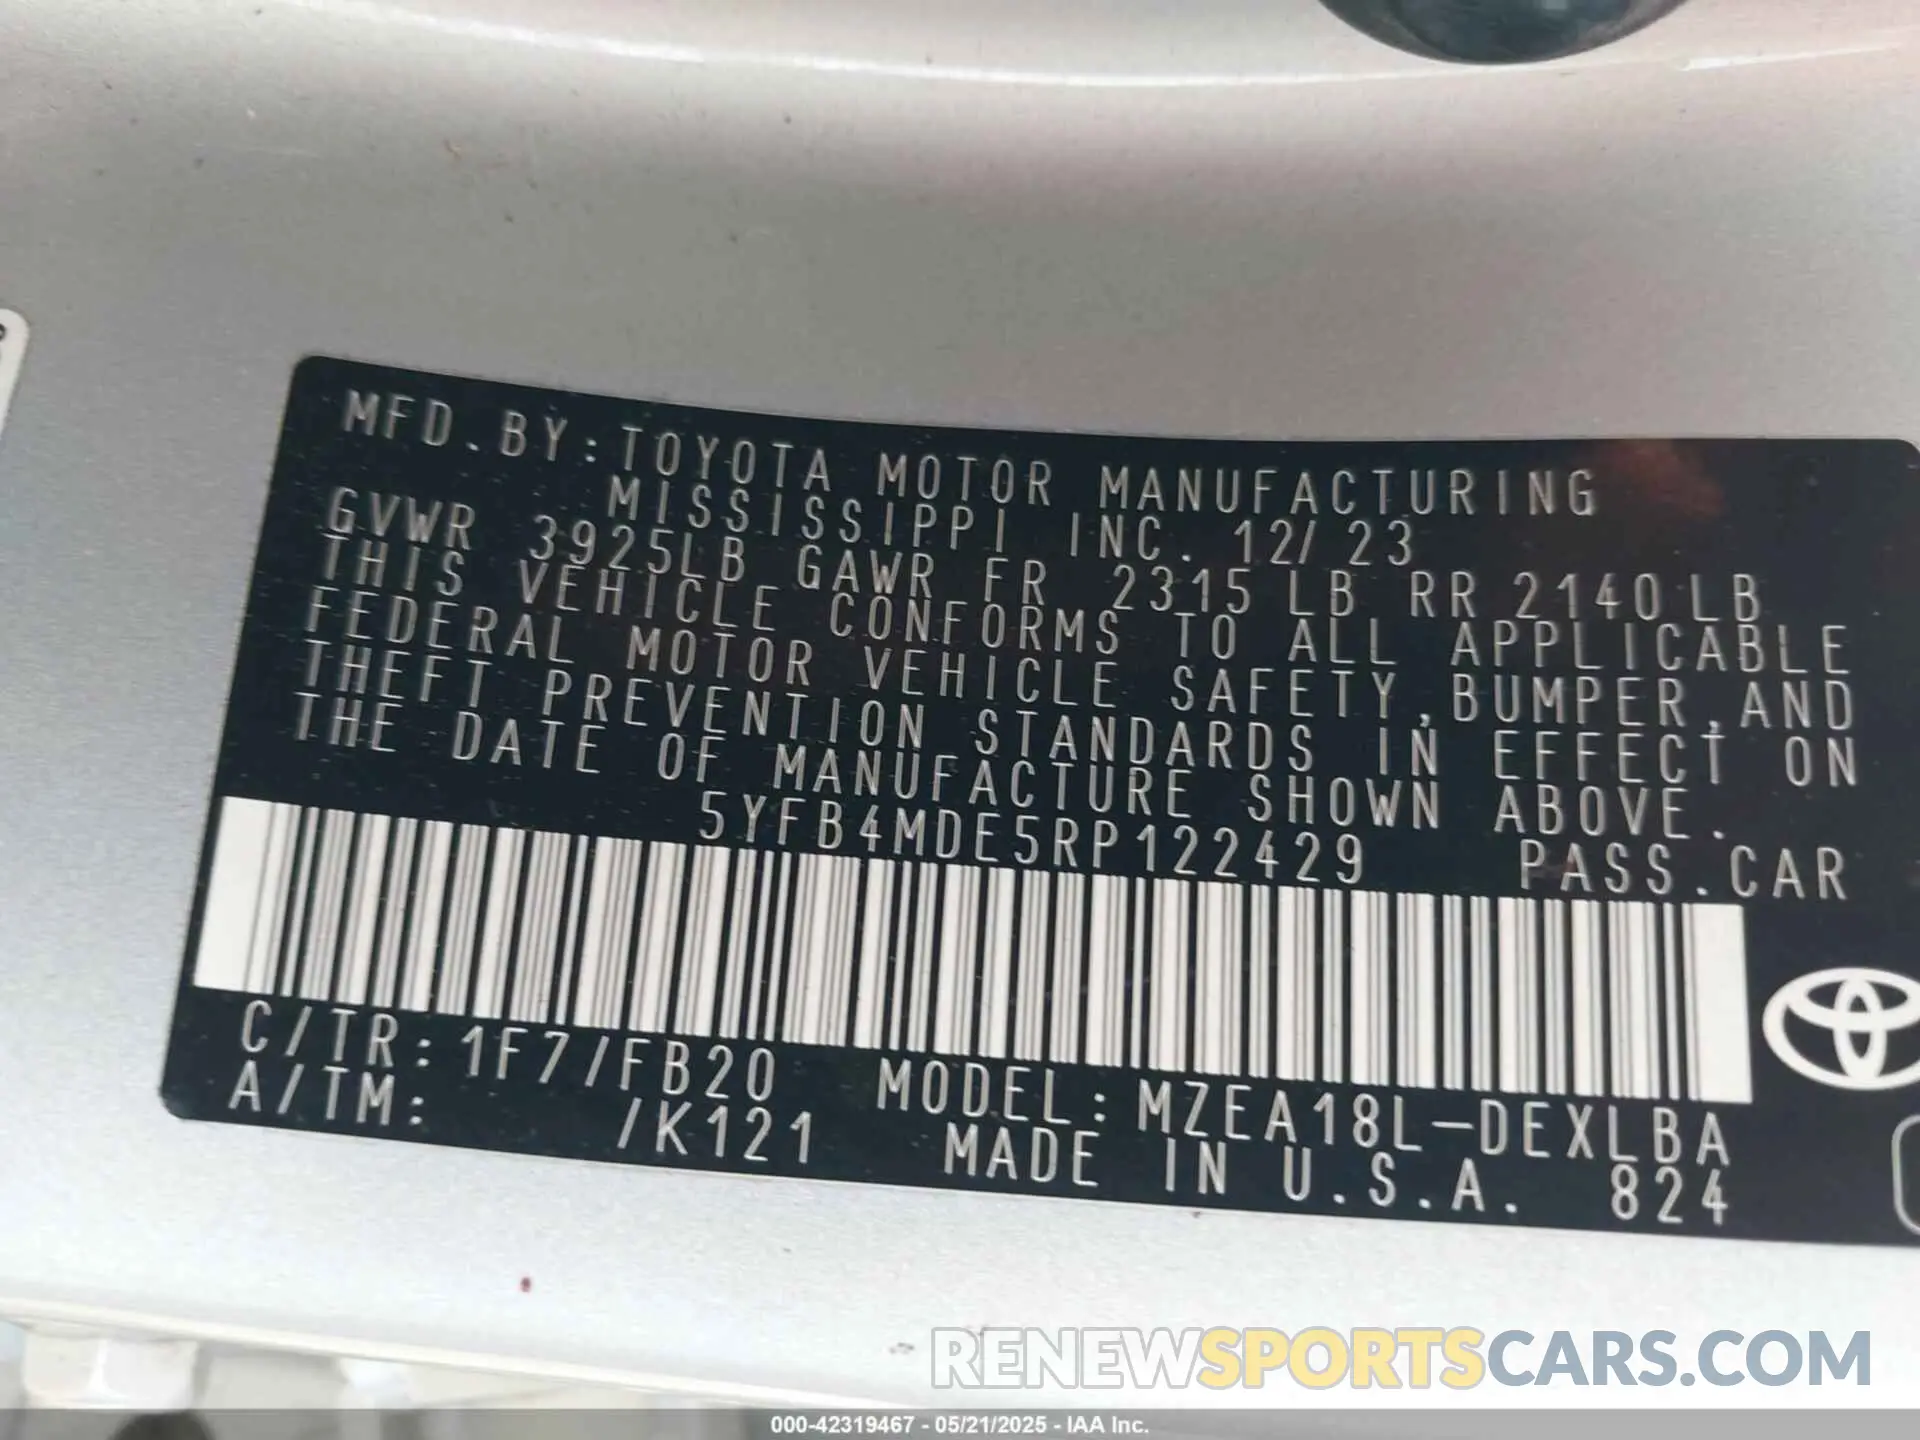 MFD.BY:TOYOTA MOTOR MANUFACTURING
MISSISSIPPI INC. 12/23
GVWR 3925LB GAWR FR 2315LB RR 2140LB
THIS VEHICLE CONFORMS TO ALL APPLICABLE
FEDERAL MOTOR VEHICLE SAFETY,BUMPER,AND
THEFT PREVENTION STANDARDS IN EFFECT ON
THE DATE OF MANUFACTURE SHOWN ABOVE.
5YFB4MDE5RP122429 PASS.CAR
C/TR:1F7/FB20 MODEL:MZEA18L-DEXLBA
A/TM: /K121 MADE IN U.S.A. 824
RENEWSPORTSCARS.COM
000-42319467 - 05/21/2025 - IAA Inc.